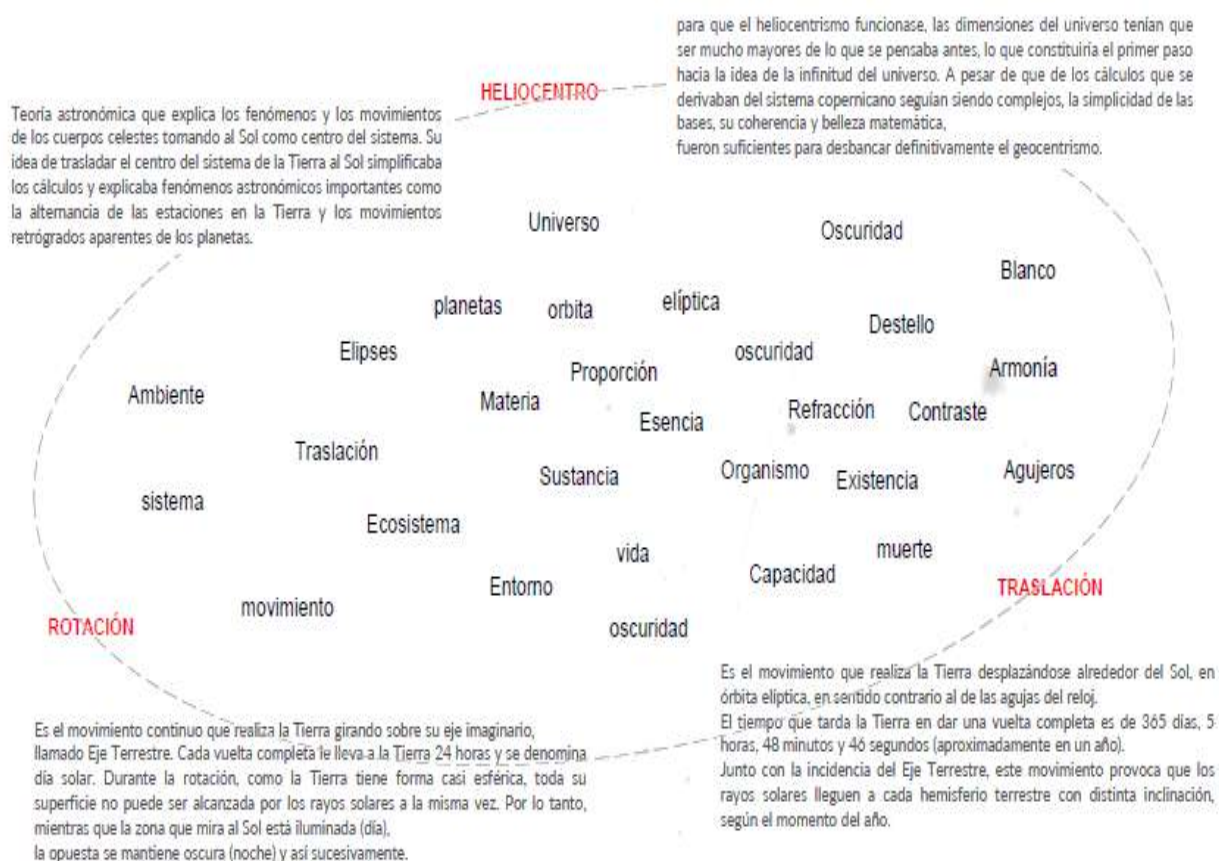 HELIOCENTRO
Teoría astronómica que explica los fenómenos y los movimientos
de los cuerpos celestes tomando al Sol como centro del sistema. Su
idea de trasladar el centro del sistema de la Tierra al Sol simplificaba
los cálculos y explicaba fenómenos astronómicos importantes como
la alternancia de las estaciones en la Tierra y los movimientos
retrógrados aparentes de los planetas.
para que el heliocentrismo funcionase, las dimensiones del universo tenían que
ser mucho mayores de lo que se pensaba antes, lo que constituiría el primer paso
hacia la idea de la infinitud del universo. A pesar de que de los cálculos que se
derivaban del sistema copernicano seguían siendo complejos, la simplicidad de las
bases, su coherencia y belleza matemática,
fueron suficientes para desbancar definitivamente el geocentrismo.
Universo
Oscuridad
Blanco
planetas
orbita
elíptica
Destello
Elipses
oscuridad
Proporción
Armonía
Ambiente
Materia
Esencia
Refracción
Contraste
Traslación
Sustancia
Organismo
Existencia
Agujeros
sistema
Ecosistema
vida
muerte
Entorno
Capacidad
movimiento
oscuridad
ROTACIÓN
Es el movimiento continuo que realiza la Tierra girando sobre su eje imaginario,
llamado Eje Terrestre. Cada vuelta completa le lleva a la Tierra 24 horas y se denomina
día solar. Durante la rotación, como la Tierra tiene forma casi esférica, toda su
superficie no puede ser alcanzada por los rayos solares a la misma vez. Por lo tanto,
mientras que la zona que mira al Sol está iluminada (día),
la opuesta se mantiene oscura (noche) y así sucesivamente.
TRASLACIÓN
Es el movimiento que realiza la Tierra desplazándose alrededor del Sol, en
órbita elíptica, en sentido contrario al de las agujas del reloj.
El tiempo que tarda la Tierra en dar una vuelta completa es de 365 días, 5
horas, 48 minutos y 46 segundos (aproximadamente en un año).
Junto con la incidencia del Eje Terrestre, este movimiento provoca que los
rayos solares lleguen a cada hemisferio terrestre con distinta inclinación,
según el momento del año.